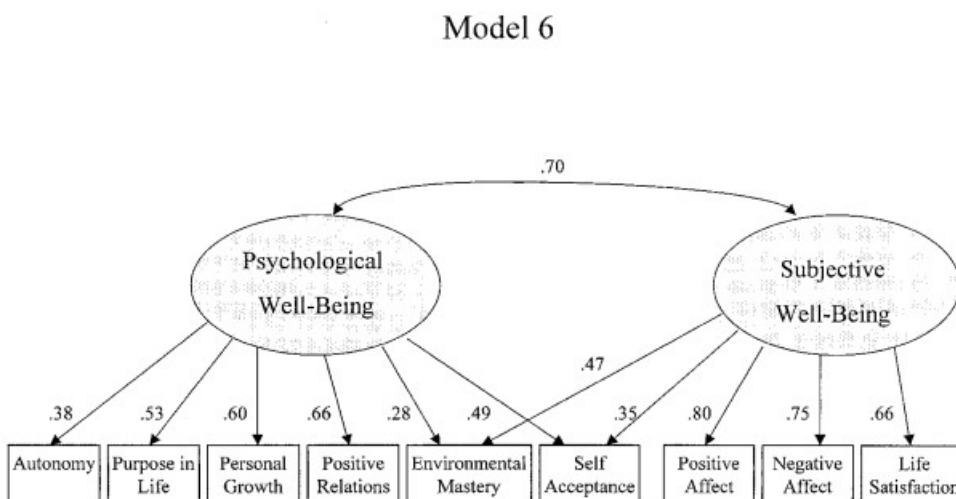 Model 6
.70
Psychological
Well-Being
Subjective
Well-Being
.47
.38
.53
.60
.66
.28
.49
.35
.80
.75
.66
Autonomy
Purpose in
Life
Personal
Growth
Positive
Relations
Environmental
Mastery
Self
Acceptance
Positive
Affect
Negative
Affect
Life
Satisfaction